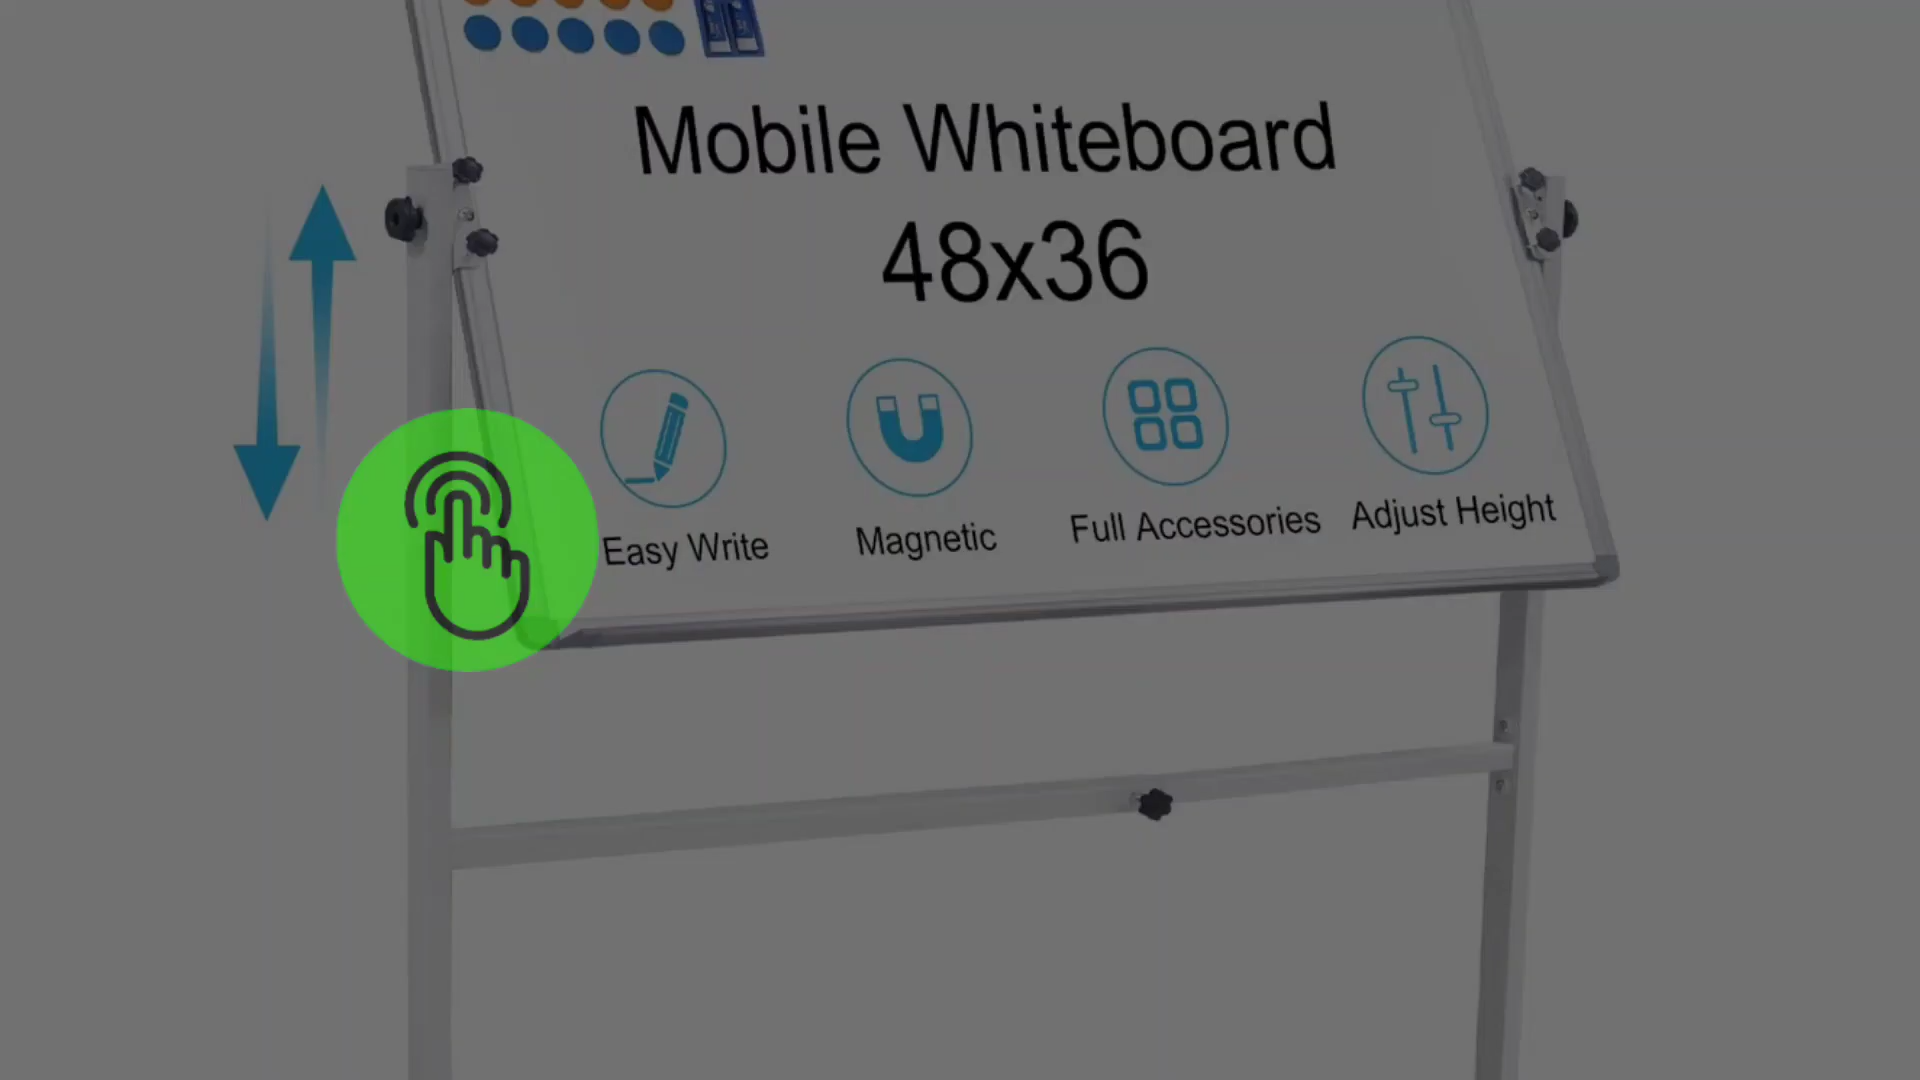 Mobile Whiteboard
48x36
Easy Write
Magnetic
Full Accessories
Adjust Height